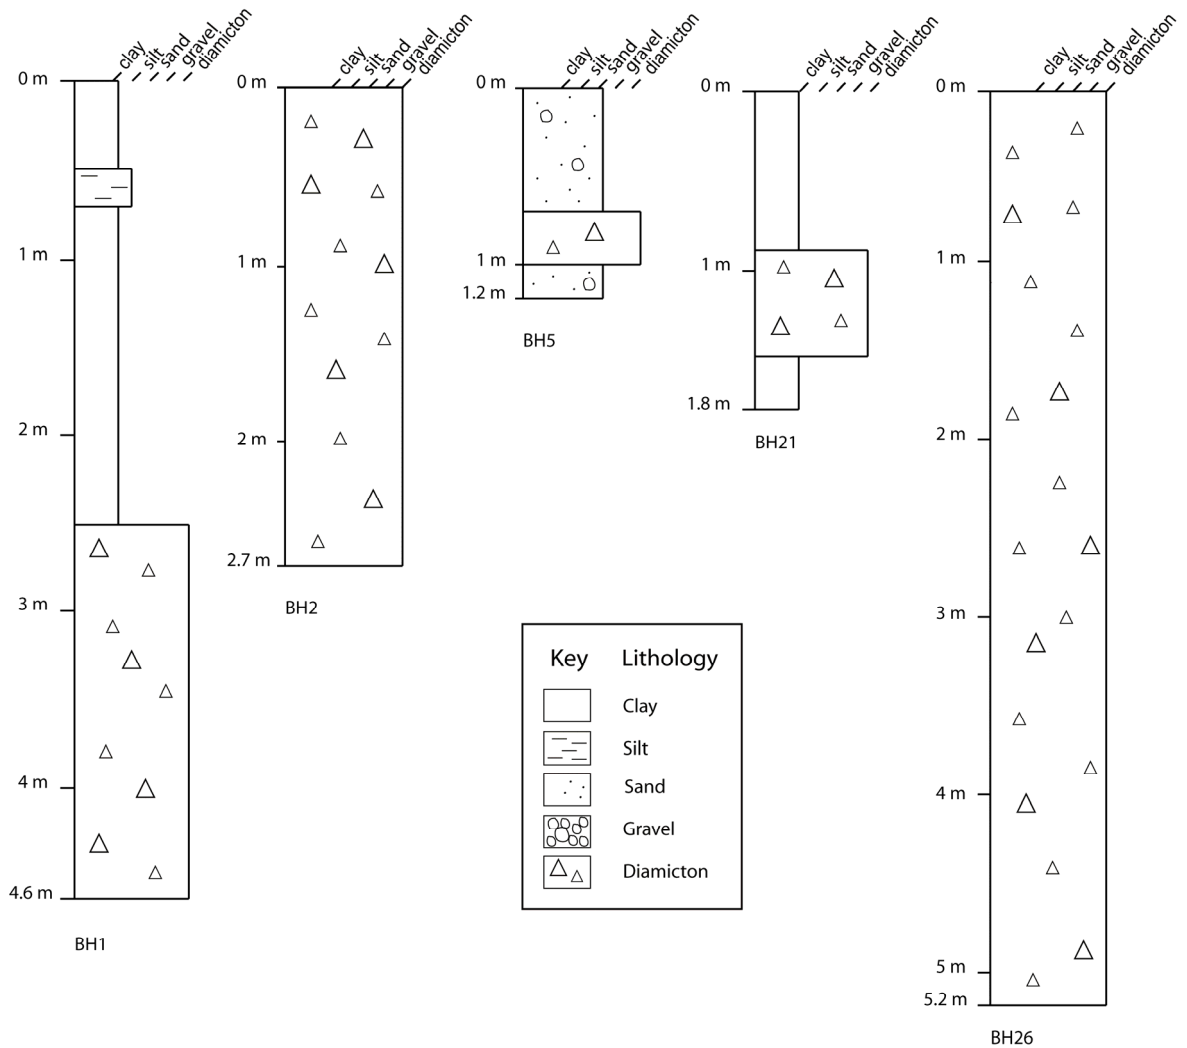 clay silt sand gravel diamicton
0 m
1 m
2 m
3 m
4 m
4.6 m
BH1
clay silt sand gravel diamicton
0 m
1 m
2 m
2.7 m
BH2
clay silt sand gravel diamicton
0 m
1 m
1.2 m
BH5
clay silt sand gravel diamicton
0 m
1 m
1.8 m
BH21
clay silt sand gravel diamicton
0 m
1 m
2 m
3 m
4 m
5 m
5.2 m
BH26
Key Lithology
Clay
Silt
Sand
Gravel
Diamicton